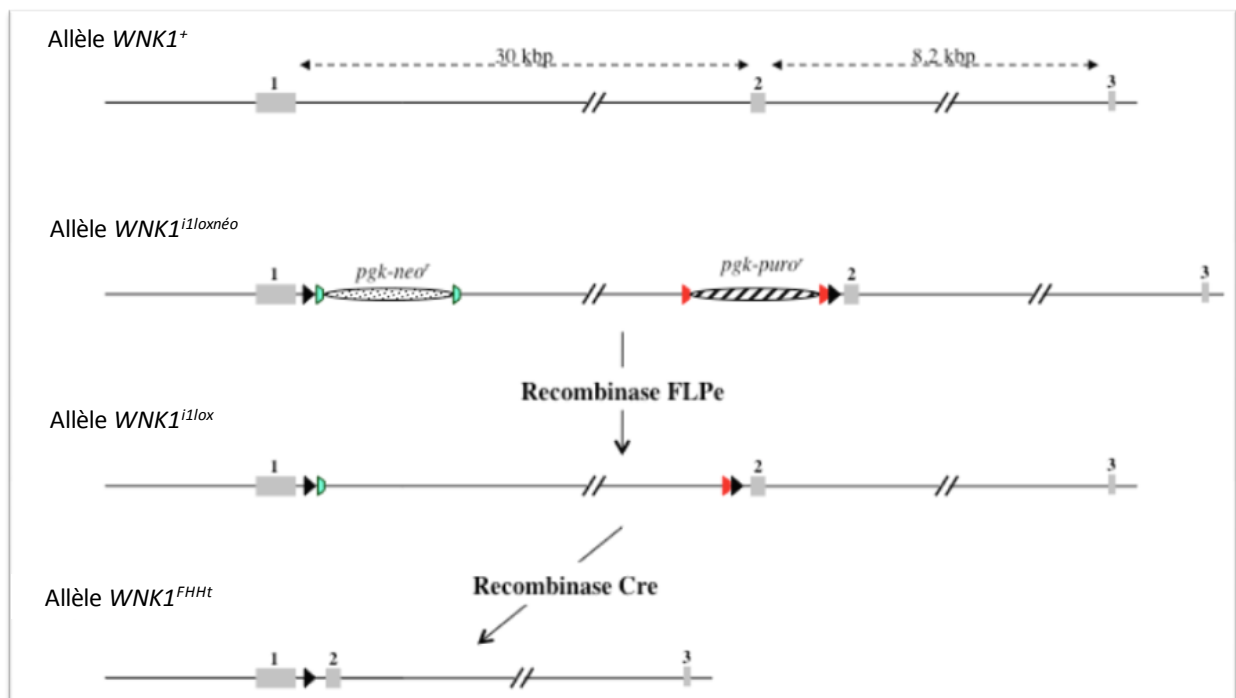 Allèle WNK1+
30 kbp
8,2 kbp
1
2
3
Allèle WNK1i1loxnéo
pgk-neor
pgk-puror
1
2
3
Recombinase FLPe
Allèle WNK1i1lox
1
2
3
Recombinase Cre
Allèle WNK1FHHt
1
2
3